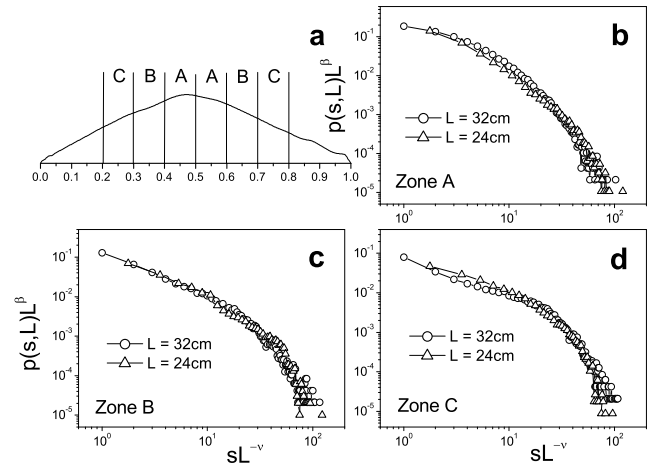 a
C B A A B C
0.0 0.1 0.2 0.3 0.4 0.5 0.6 0.7 0.8 0.9 1.0
b
p(s,L)L^β
10^-1
10^-2
10^-3
10^-4
10^-5
L = 32cm
L = 24cm
Zone A
10^0 10^1 10^2
c
p(s,L)L^β
10^-1
10^-2
10^-3
10^-4
10^-5
L = 32cm
L = 24cm
Zone B
10^0 10^1 10^2
sL^-ν
d
10^-1
10^-2
10^-3
10^-4
10^-5
L = 32cm
L = 24cm
Zone C
10^0 10^1 10^2
sL^-ν